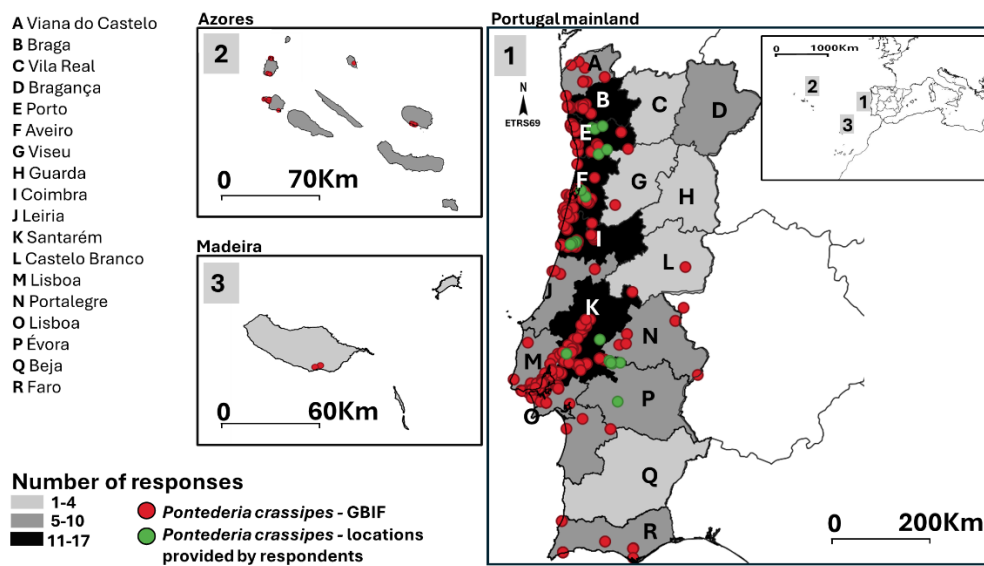 A Viana do Castelo
B Braga
C Vila Real
D Bragança
E Porto
F Aveiro
G Viseu
H Guarda
I Coimbra
J Leiria
K Santarém
L Castelo Branco
M Lisboa
N Portalegre
O Lisboa
P Évora
Q Beja
R Faro
Number of responses
1-4
5-10
11-17
Pontederia crassipes - GBIF
Pontederia crassipes - locations
provided by respondents
Azores
2
0 70Km
Madeira
3
0 60Km
Portugal mainland
1
N
ETRS69
A
B
C
D
E
F
G
H
I
J
K
L
M
N
O
P
Q
R
0 200Km
0 1000Km
2
1
3